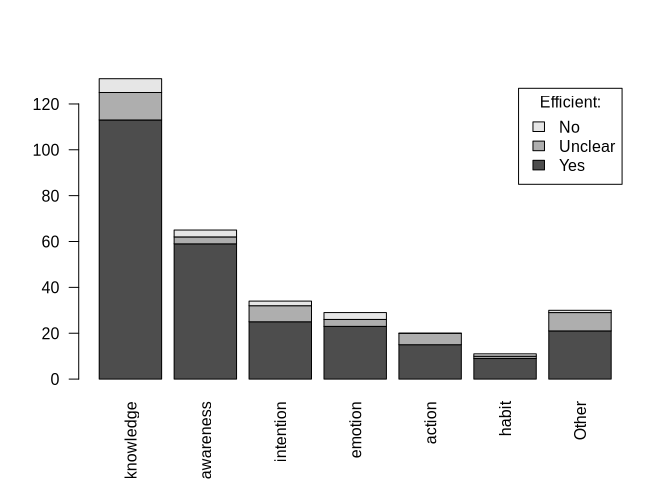 120
100
80
60
40
20
0
Efficient:
No
Unclear
Yes
knowledge
awareness
intention
emotion
action
habit
Other